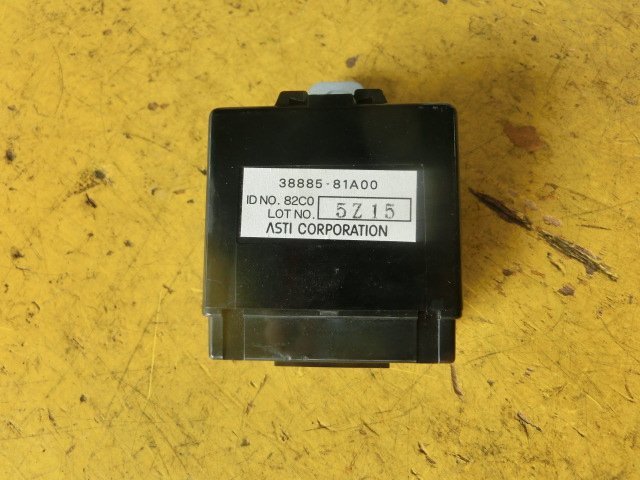 38885-81A00
ID NO. 82C0
LOT NO. 5Z15
ASTI CORPORATION